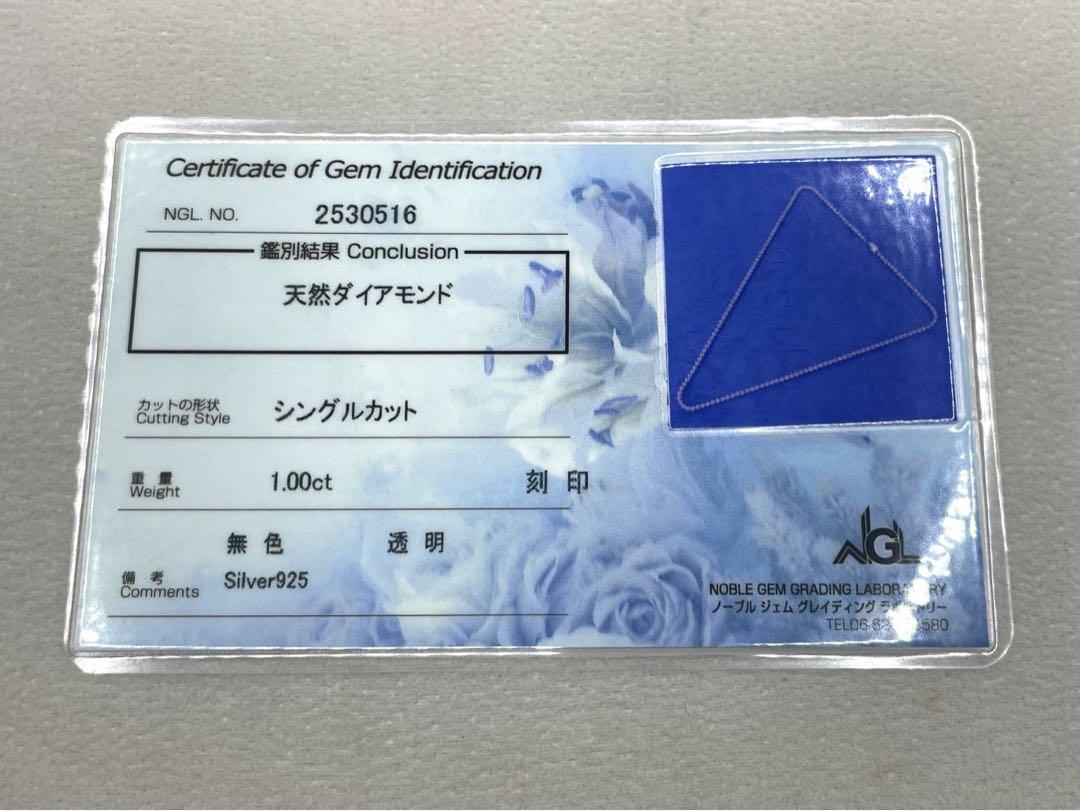 Certificate of Gem Identification
NGL. NO. 2530516
鑑別結果 Conclusion
天然ダイアモンド
カットの形状
Cutting Style シングルカット
重量
Weight 1.00ct 刻印
無色 透明
備考
Comments Silver925
NGL
NOBLE GEM GRADING
ノーブル ジェム グレイディング